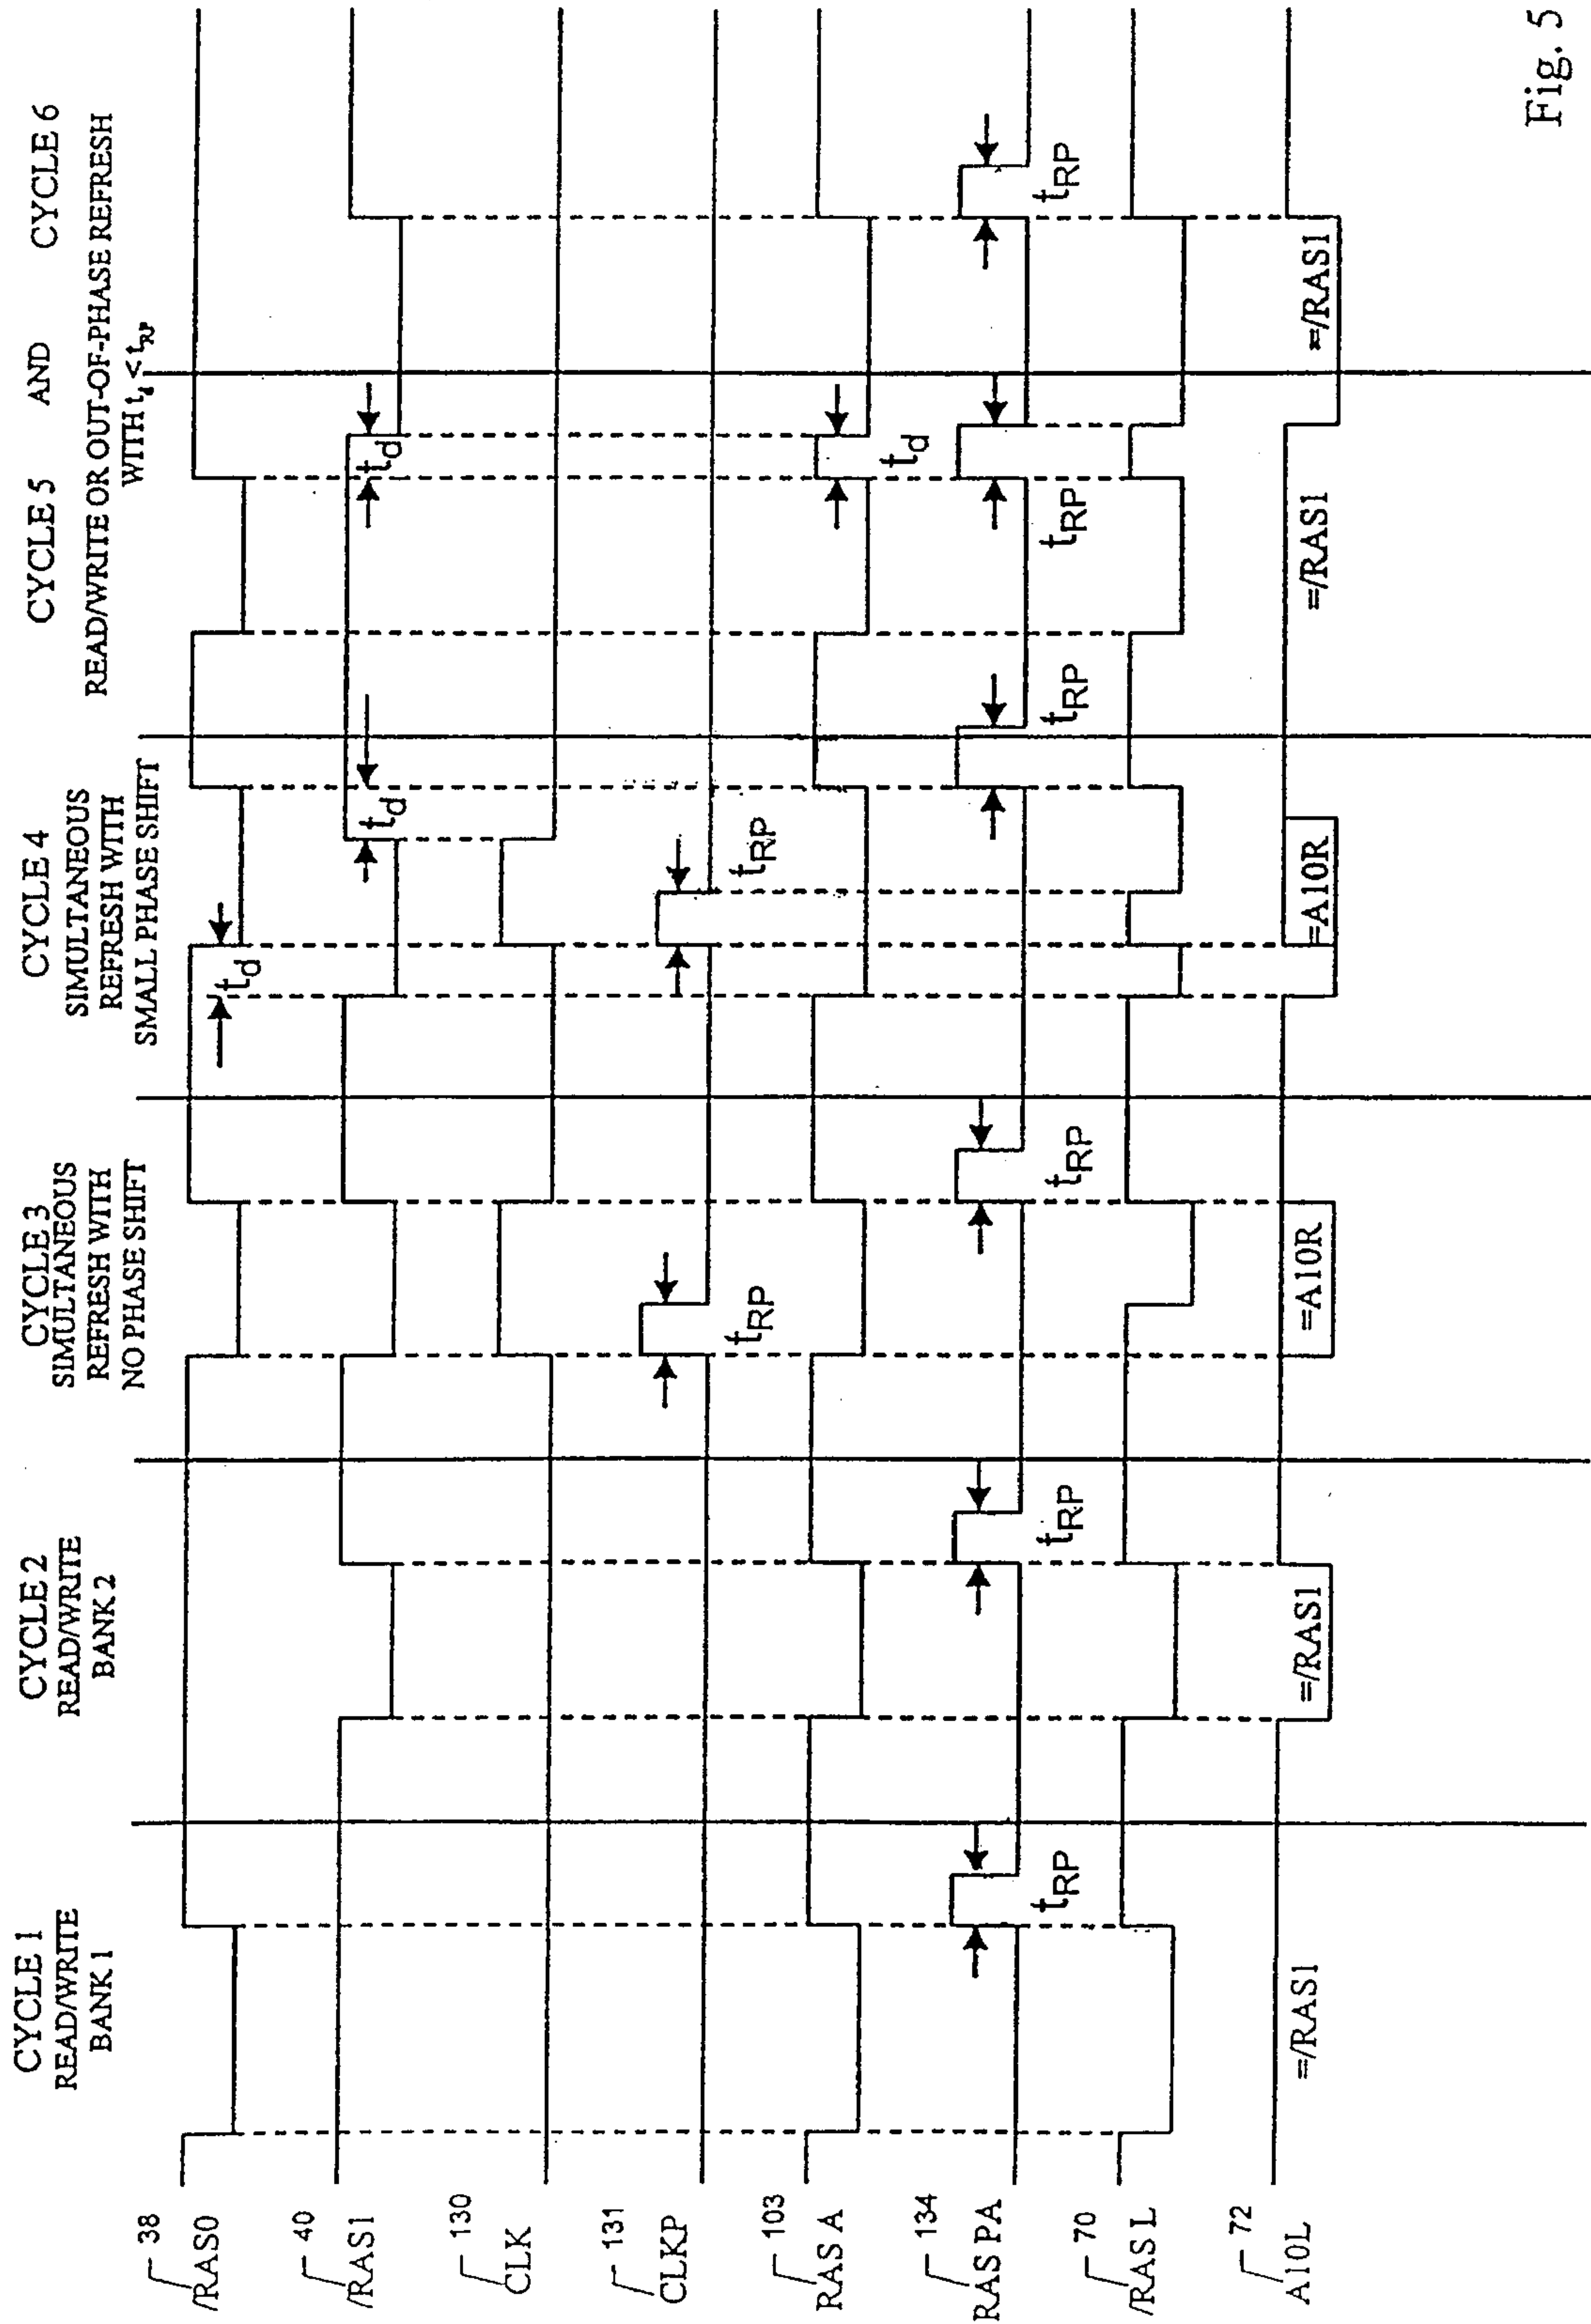 CYCLE 1
READ/WRITE
BANK 1
CYCLE 2
READ/WRITE
BANK 2
CYCLE 3
SIMULTANEOUS
REFRESH WITH
NO PHASE SHIFT
CYCLE 4
SIMULTANEOUS
REFRESH WITH
SMALL PHASE SHIFT
CYCLE 5 AND CYCLE 6
READ/WRITE OR OUT-OF-PHASE REFRESH
WITH td < tRP
38
/RAS0
td
40
/RAS1
td
td
130
CLK
131
CLKP
tRP
tRP
103
RAS A
td
134
RAS PA
tRP
tRP
tRP
tRP
tRP
tRP
70
/RAS L
72
A10L
=/RAS1
=/RAS1
=A10R
=A10R
=/RAS1
=/RAS1
Fig. 5